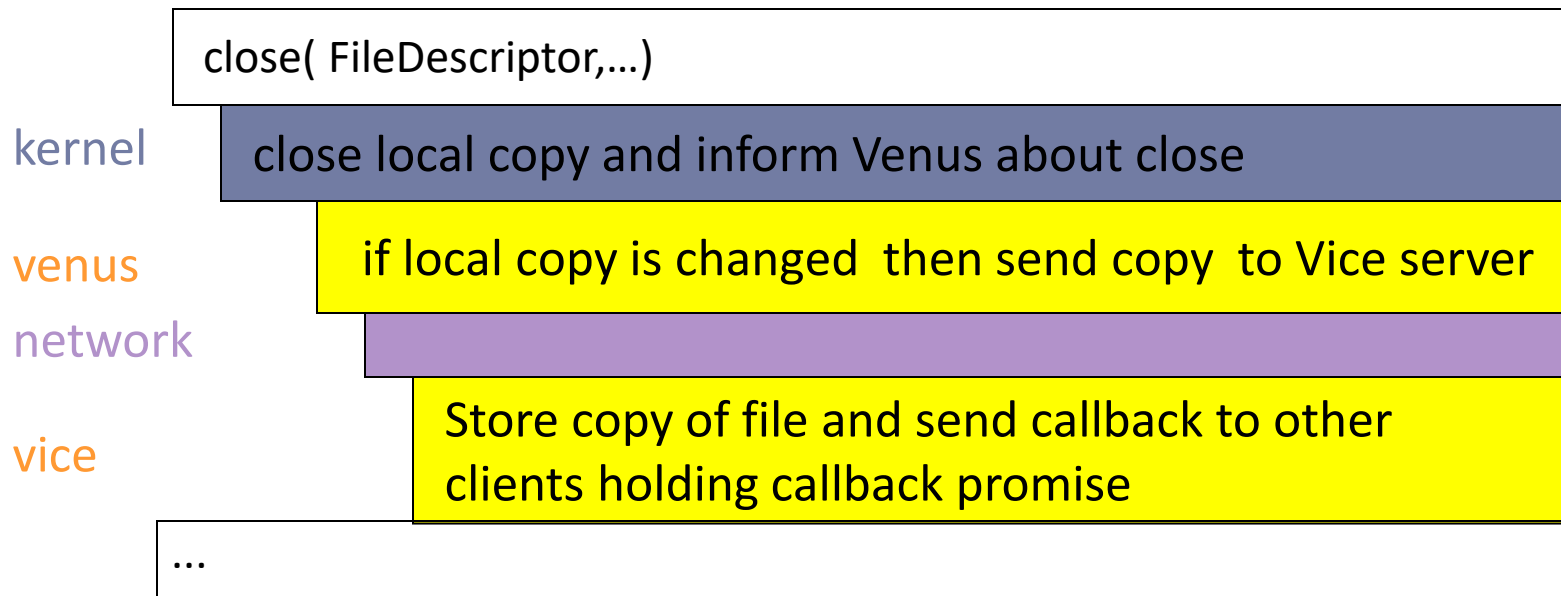 close( FileDescriptor,…)
kernel
close local copy and inform Venus about close
venus
if local copy is changed then send copy to Vice server
network
vice
Store copy of file and send callback to other
clients holding callback promise
...